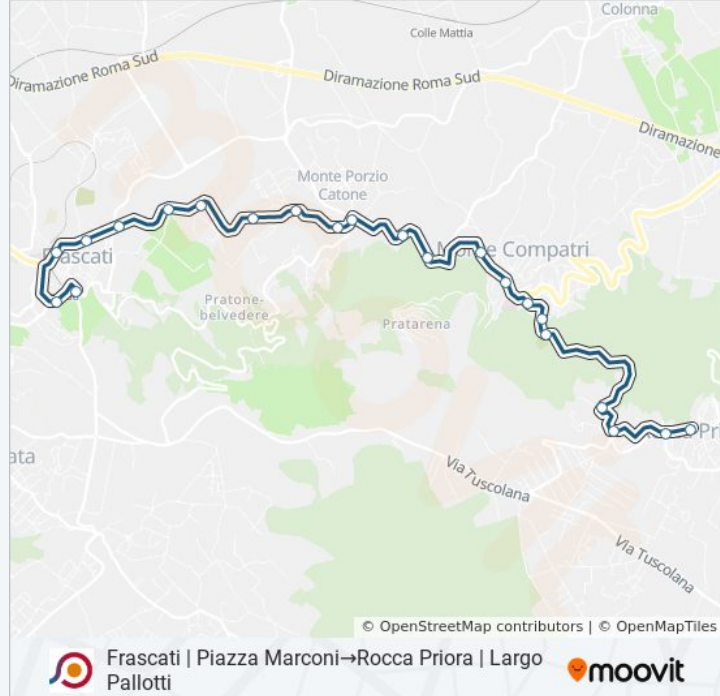 Colonna
Colle Mattia
Diramazione Roma Sud
Diramazione Roma Sud
Diramazione
Monte Porzio
Catone
Frascati
Compatri
Pratone-
belvedere
Pratarena
ata
Via Tuscolana
Via Tuscolana
© OpenStreetMap contributors | © OpenMapTiles
Frascati | Piazza Marconi→Rocca Priora | Largo
Pallotti
moovit